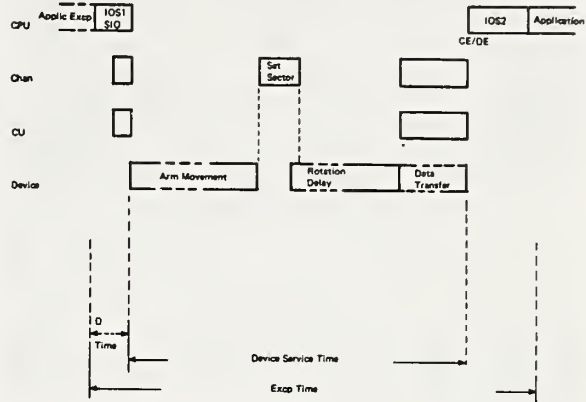 CPU
Applic Excp
IOS1
SIO
IOS2
Application
CE/DE
Chan
Set
Sector
CU
Device
Arm Movement
Rotation
Delay
Data
Transfer
Q
Time
Device Service Time
Excp Time